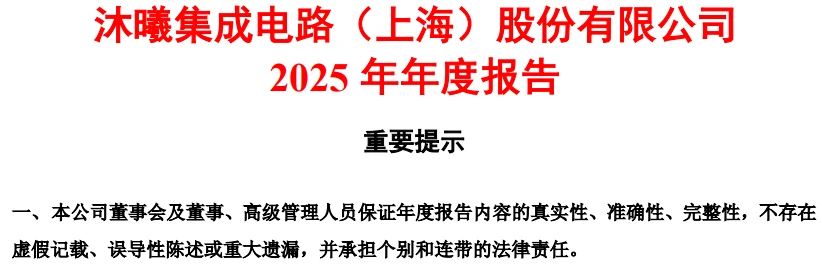 沐曦集成电路（上海）股份有限公司
2025 年年度报告
重要提示
一、本公司董事会及董事、高级管理人员保证年度报告内容的真实性、准确性、完整性，不存在
虚假记载、误导性陈述或重大遗漏，并承担个别和连带的法律责任。